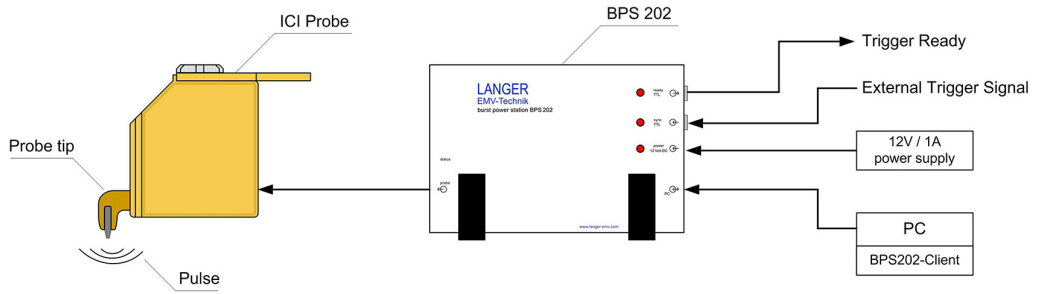 ICI Probe
BPS 202
Trigger Ready
LANGER
EMV-Technik
burst power station BPS 202
ready
TTL
External Trigger Signal
sync
TTL
12V / 1A
power supply
power
12 Volt DC
Probe tip
status
probe
PC
www.langer-emv.com
PC
BPS202-Client
Pulse